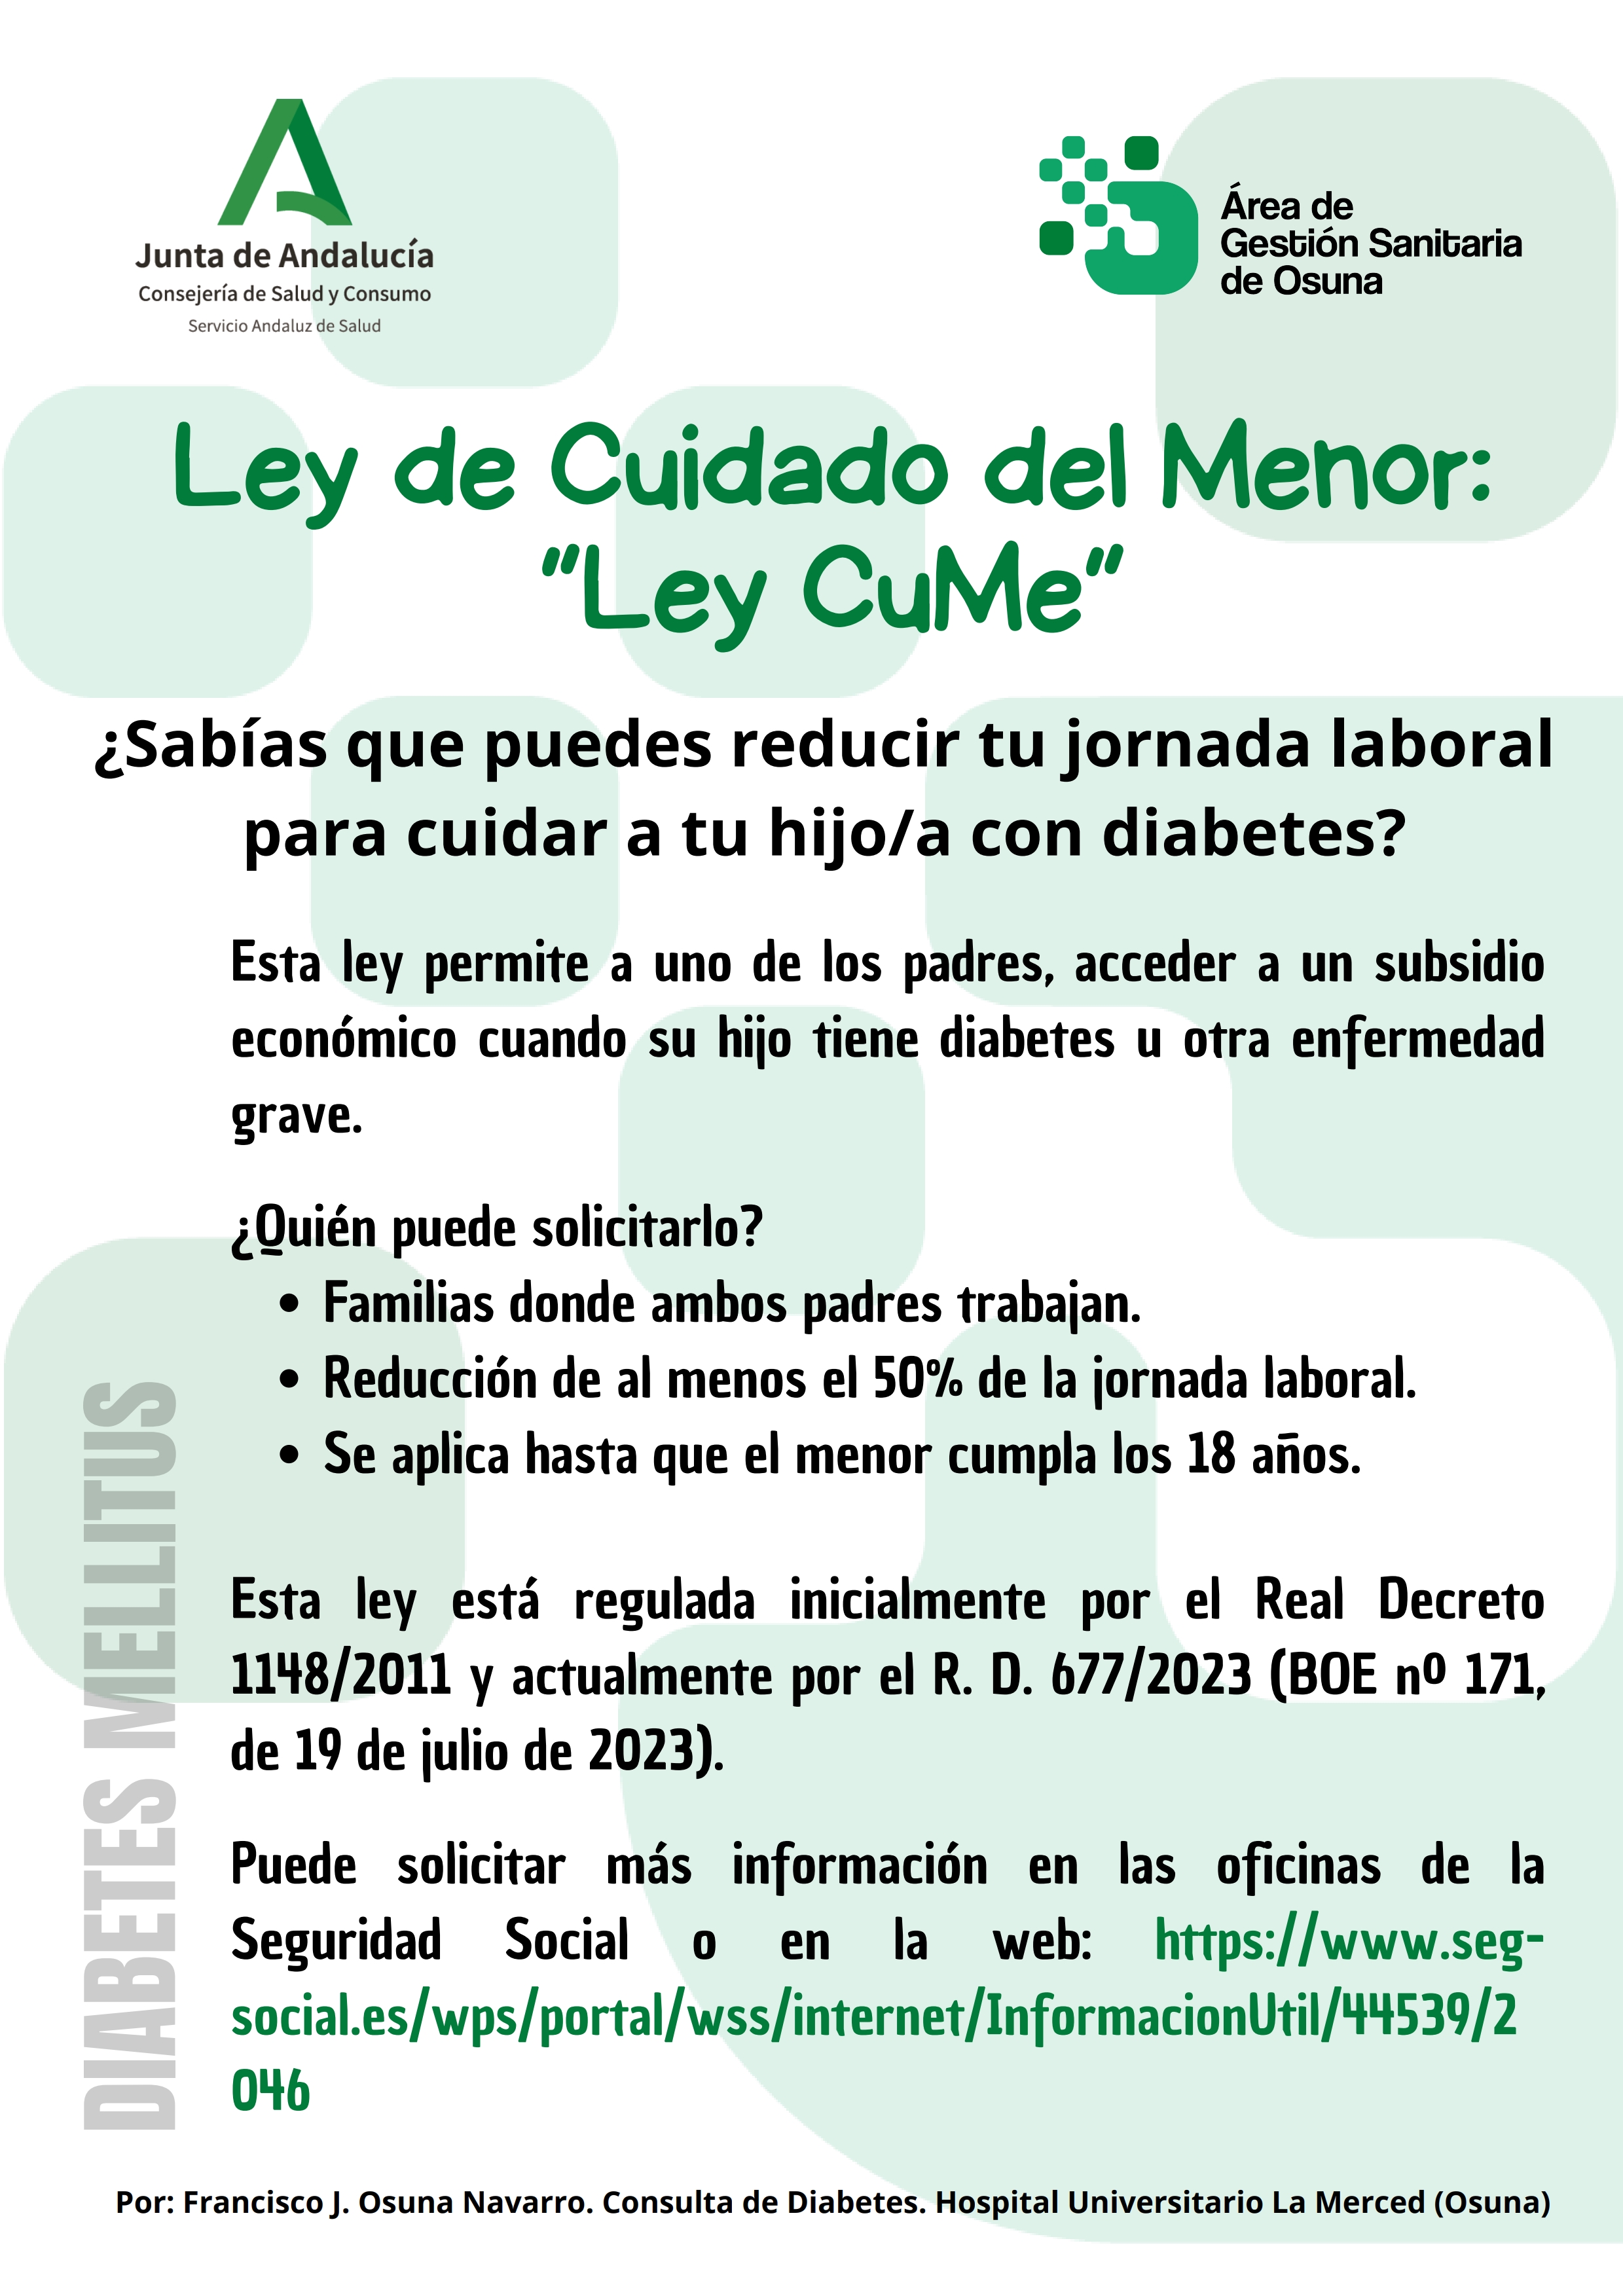 Junta de Andalucía
Consejería de Salud y Consumo
Servicio Andaluz de Salud
Área de
Gestión Sanitaria
de Osuna
Ley de Cuidado del Menor:
"Ley CuMe"
¿Sabías que puedes reducir tu jornada laboral
para cuidar a tu hijo/a con diabetes?
Esta ley permite a uno de los padres, acceder a un subsidio
económico cuando su hijo tiene diabetes u otra enfermedad
grave.
¿Quién puede solicitarlo?
• Familias donde ambos padres trabajan.
• Reducción de al menos el 50% de la jornada laboral.
• Se aplica hasta que el menor cumpla los 18 años.
Esta ley está regulada inicialmente por el Real Decreto
1148/2011 y actualmente por el R. D. 677/2023 (BOE nº 171,
de 19 de julio de 2023).
Puede solicitar más información en las oficinas de la
Seguridad Social o en la web: https://www.seg-
social.es/wps/portal/wss/internet/InformacionUtil/44539/2
046
DIABETES MELLITUS
Por: Francisco J. Osuna Navarro. Consulta de Diabetes. Hospital Universitario La Merced (Osuna)